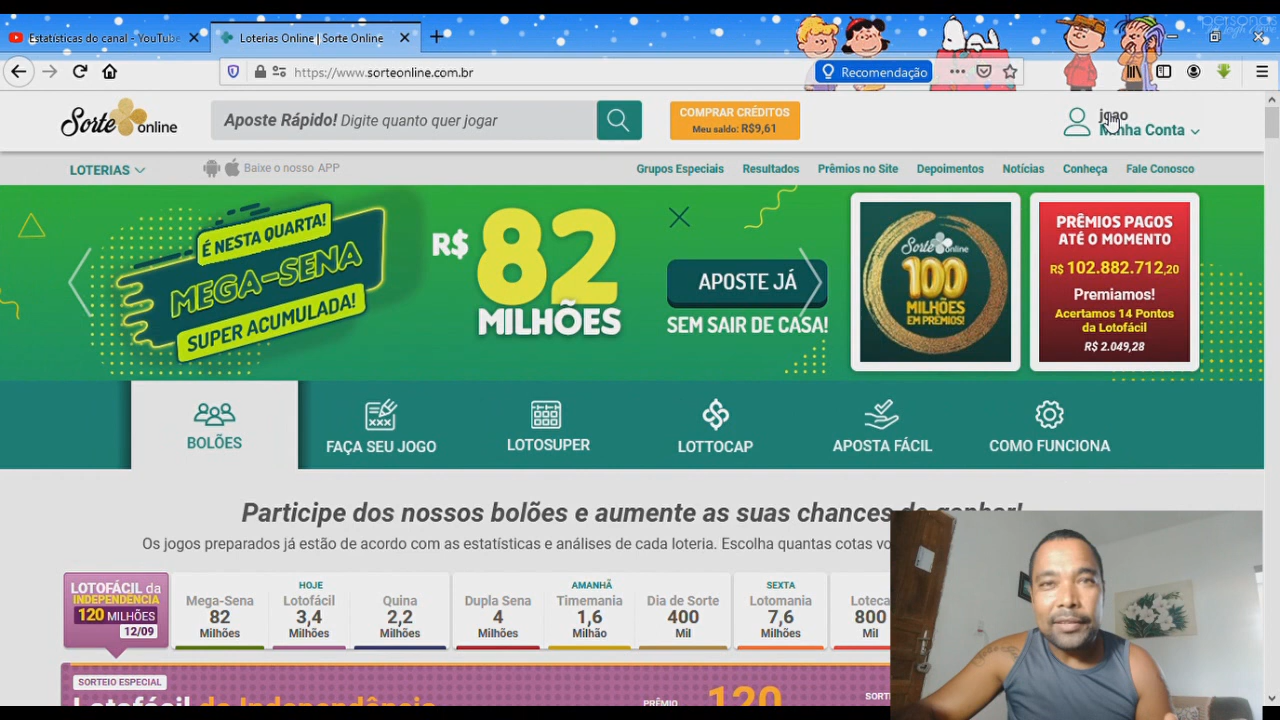 Estatísticas do canal - YouTube
Loterias Online | Sorte Online
https://www.sorteonline.com.br
Recomendação
Sorte online
Aposte Rápido! Digite quanto quer jogar
COMPRAR CRÉDITOS
Meu saldo: R$9,61
Minha Conta
LOTERIAS
Baixe o nosso APP
Grupos Especiais
Resultados
Prêmios no Site
Depoimentos
Notícias
Conheça
Fale Conosco
É NESTA QUARTA!
MEGA-SENA
SUPER ACUMULADA!
R$ 82
MILHÕES
APOSTE JÁ
SEM SAIR DE CASA!
Sorte online
100
MILHÕES
EM PRÊMIOS!
PRÊMIOS PAGOS
ATÉ O MOMENTO
R$ 102.882.712,20
Premiamos!
Acertamos 14 Pontos
da Lotofácil
R$ 2.049,28
BOLÕES
FAÇA SEU JOGO
LOTOSUPER
LOTTOCAP
APOSTA FÁCIL
COMO FUNCIONA
Participe dos nossos bolões e aumente as suas chances de ganhar!
Os jogos preparados já estão de acordo com as estatísticas e análises de cada loteria. Escolha quantas cotas
LOTOFÁCIL da
INDEPENDÊNCIA
120 MILHÕES
12/09
HOJE
Mega-Sena
82
Milhões
Lotofácil
3,4
Milhões
Quina
2,2
Milhões
AMANHÃ
Dupla Sena
4
Milhões
Timemania
1,6
Milhão
Dia de Sorte
400
Mil
SEXTA
Lotomania
7,6
Milhões
Loteca
800
Mil
SORTEIO ESPECIAL
Lotofácil da Independência
PRÊMIO
120